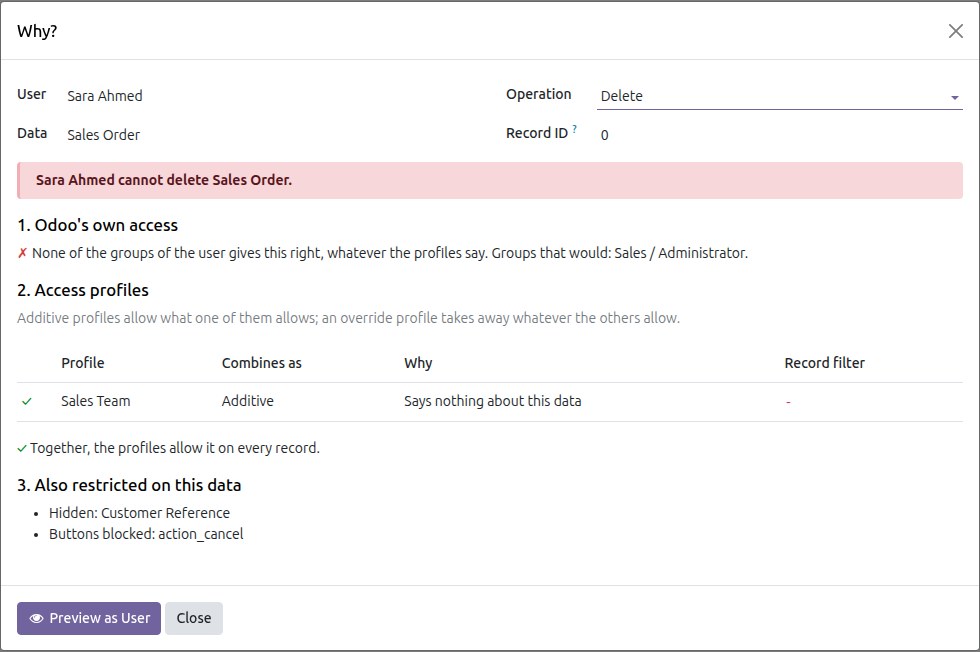 Why?
User Sara Ahmed Operation Delete
Data Sales Order Record ID ? 0
Sara Ahmed cannot delete Sales Order.
1. Odoo's own access
✗ None of the groups of the user gives this right, whatever the profiles say. Groups that would: Sales / Administrator.
2. Access profiles
Additive profiles allow what one of them allows; an override profile takes away whatever the others allow.
Profile Combines as Why Record filter
✓ Sales Team Additive Says nothing about this data -
✓ Together, the profiles allow it on every record.
3. Also restricted on this data
• Hidden: Customer Reference
• Buttons blocked: action_cancel
Preview as User Close